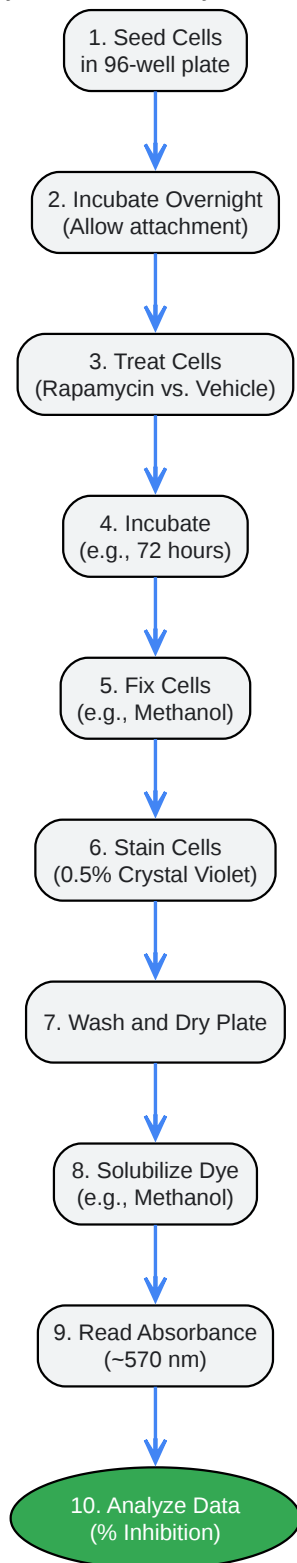 1. Seed Cells
in 96-well plate
2. Incubate Overnight
(Allow attachment)
3. Treat Cells
(Rapamycin vs. Vehicle)
4. Incubate
(e.g., 72 hours)
5. Fix Cells
(e.g., Methanol)
6. Stain Cells
(0.5% Crystal Violet)
7. Wash and Dry Plate
8. Solubilize Dye
(e.g., Methanol)
9. Read Absorbance
(~570 nm)
10. Analyze Data
(% Inhibition)